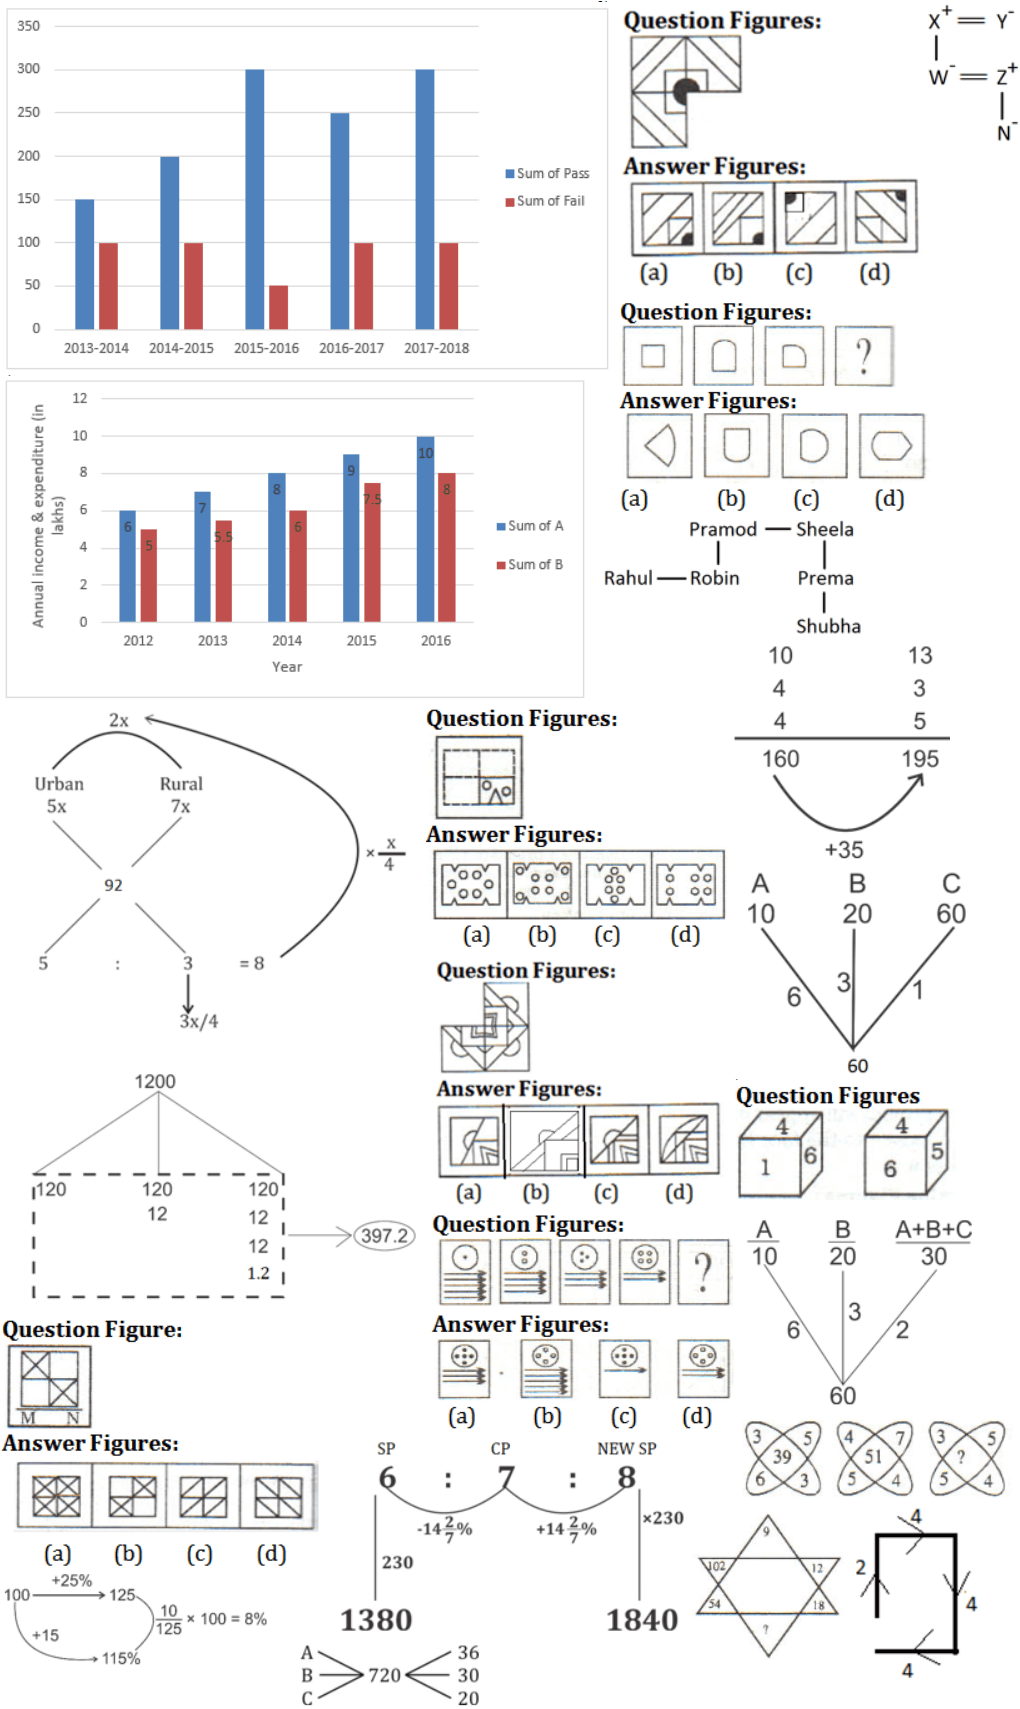 350
300
250
200
150
100
50
0
2013-2014
2014-2015
2015-2016
2016-2017
2017-2018
Sum of Pass
Sum of Fail
Question Figures:
Answer Figures:
(a) (b) (c) (d)
X+ = Y-
W- = Z+
N-
Question Figures:
?
Answer Figures:
(a) (b) (c) (d)
Annual income & expenditure (in lakhs)
12
10
8
6
4
2
0
6 5
7 5.5
8 6
9 7.5
10 8
2012 2013 2014 2015 2016
Year
Sum of A
Sum of B
Pramod — Sheela
Rahul — Robin Prema
Shubha
10 13
4 3
4 5
160 195
+35
2x
Urban Rural
5x 7x
92
5 : 3 = 8
× x/4
3x/4
Question Figures:
Answer Figures:
(a) (b) (c) (d)
A B C
10 20 60
6 3 1
60
Question Figures:
Answer Figures:
(a) (b) (c) (d)
1200
120 120 120
12 12
12
1.2
397.2
Question Figures
4
1 6
4
6 5
Question Figures:
?
Answer Figures:
(a) (b) (c) (d)
A B A+B+C
10 20 30
6 3 2
60
Question Figure:
M N
Answer Figures:
(a) (b) (c) (d)
SP CP NEW SP
6 : 7 : 8
-14 2/7% +14 2/7%
230 ×230
1380 1840
3 5
39
6 3
4 7
51
5 4
3 5
?
5 4
9
102 12
54 18
?
4
2
4
4
+25%
100 125
10/125 × 100 = 8%
+15
115%
A 36
B 720 30
C 20